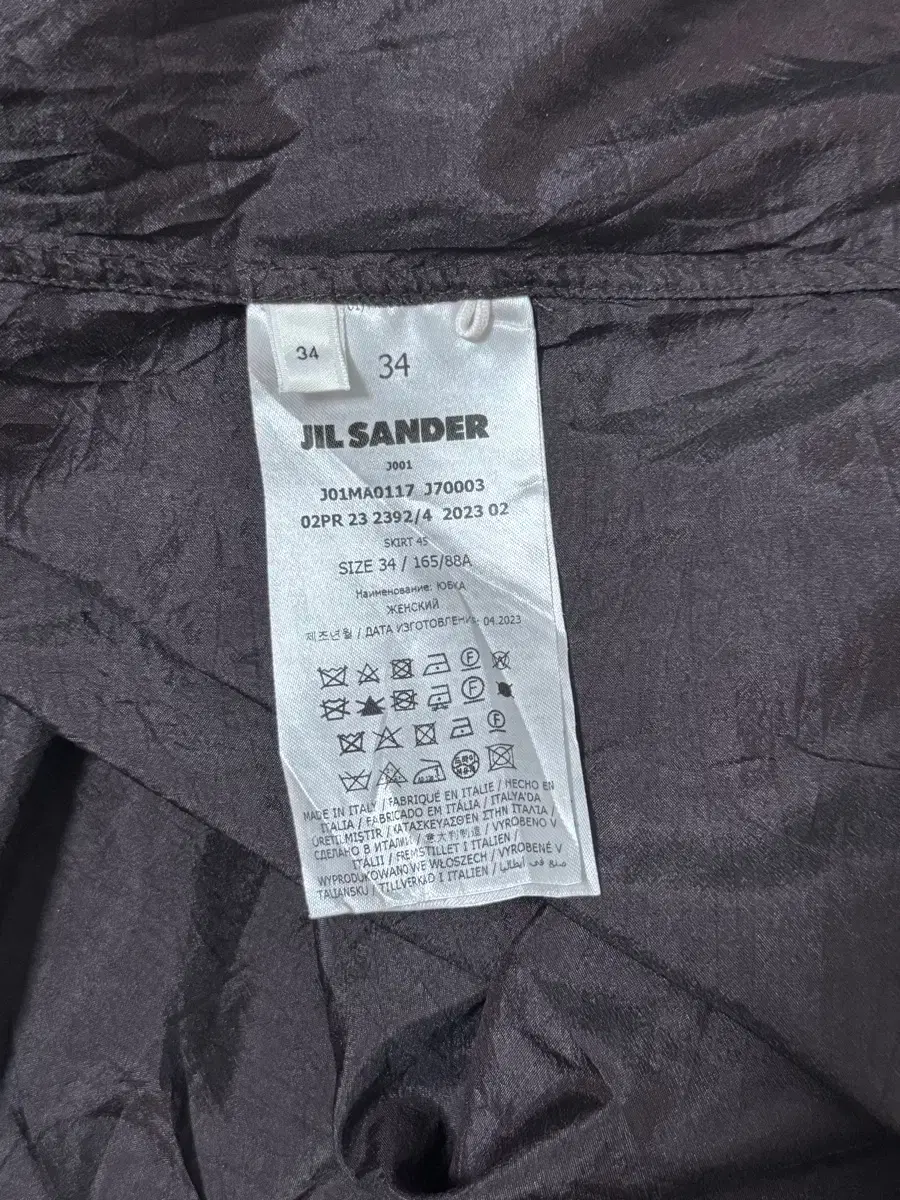 34
34
JIL SANDER
J001
J01MA0117 J70003
02PR 23 2392/4 2023 02
SKIRT 45
SIZE 34 / 165/88A
Наименование: ЮБКА
ЖЕНСКИЙ
제조년월 / ДАТА ИЗГОТОВЛЕНИЯ: 04.2023
MADE IN ITALY / FABRIQUÉ EN ITALIE / HECHO EN
ITALIA / FABRICADO EM ITÁLIA / ITALYA'DA
ÜRETILMIŞTIR / ΚΑΤΑΣΚΕΥΑΣΘΕΝ ΣΤΗΝ ΙΤΑΛΙΑ /
СДЕЛАНО В ИТАЛИИ / 意大利制造 / VYROBENO V
ITÁLII / FREMSTILLET I ITALIEN /
WYPRODUKOWANO WE WŁOSZECH / VYROBENÉ V
TALIANSKU / TILLVERKAD I ITALIEN / صنع في ايطاليا